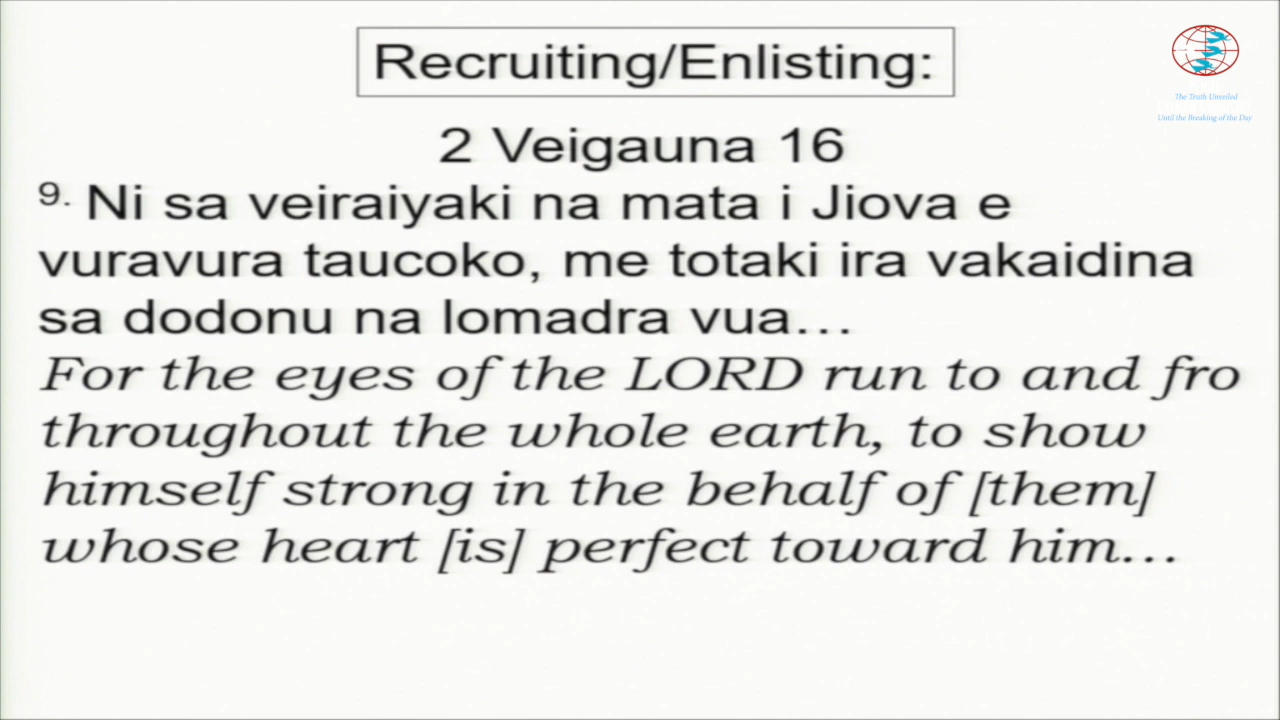 Recruiting/Enlisting:
The Truth Unveiled
Until the Breaking of the Day
2 Veigauna 16
9. Ni sa veiraiyaki na mata i Jiova e
vuravura taucoko, me totaki ira vakaidina
sa dodonu na lomadra vua…
For the eyes of the LORD run to and fro
throughout the whole earth, to show
himself strong in the behalf of [them]
whose heart [is] perfect toward him…